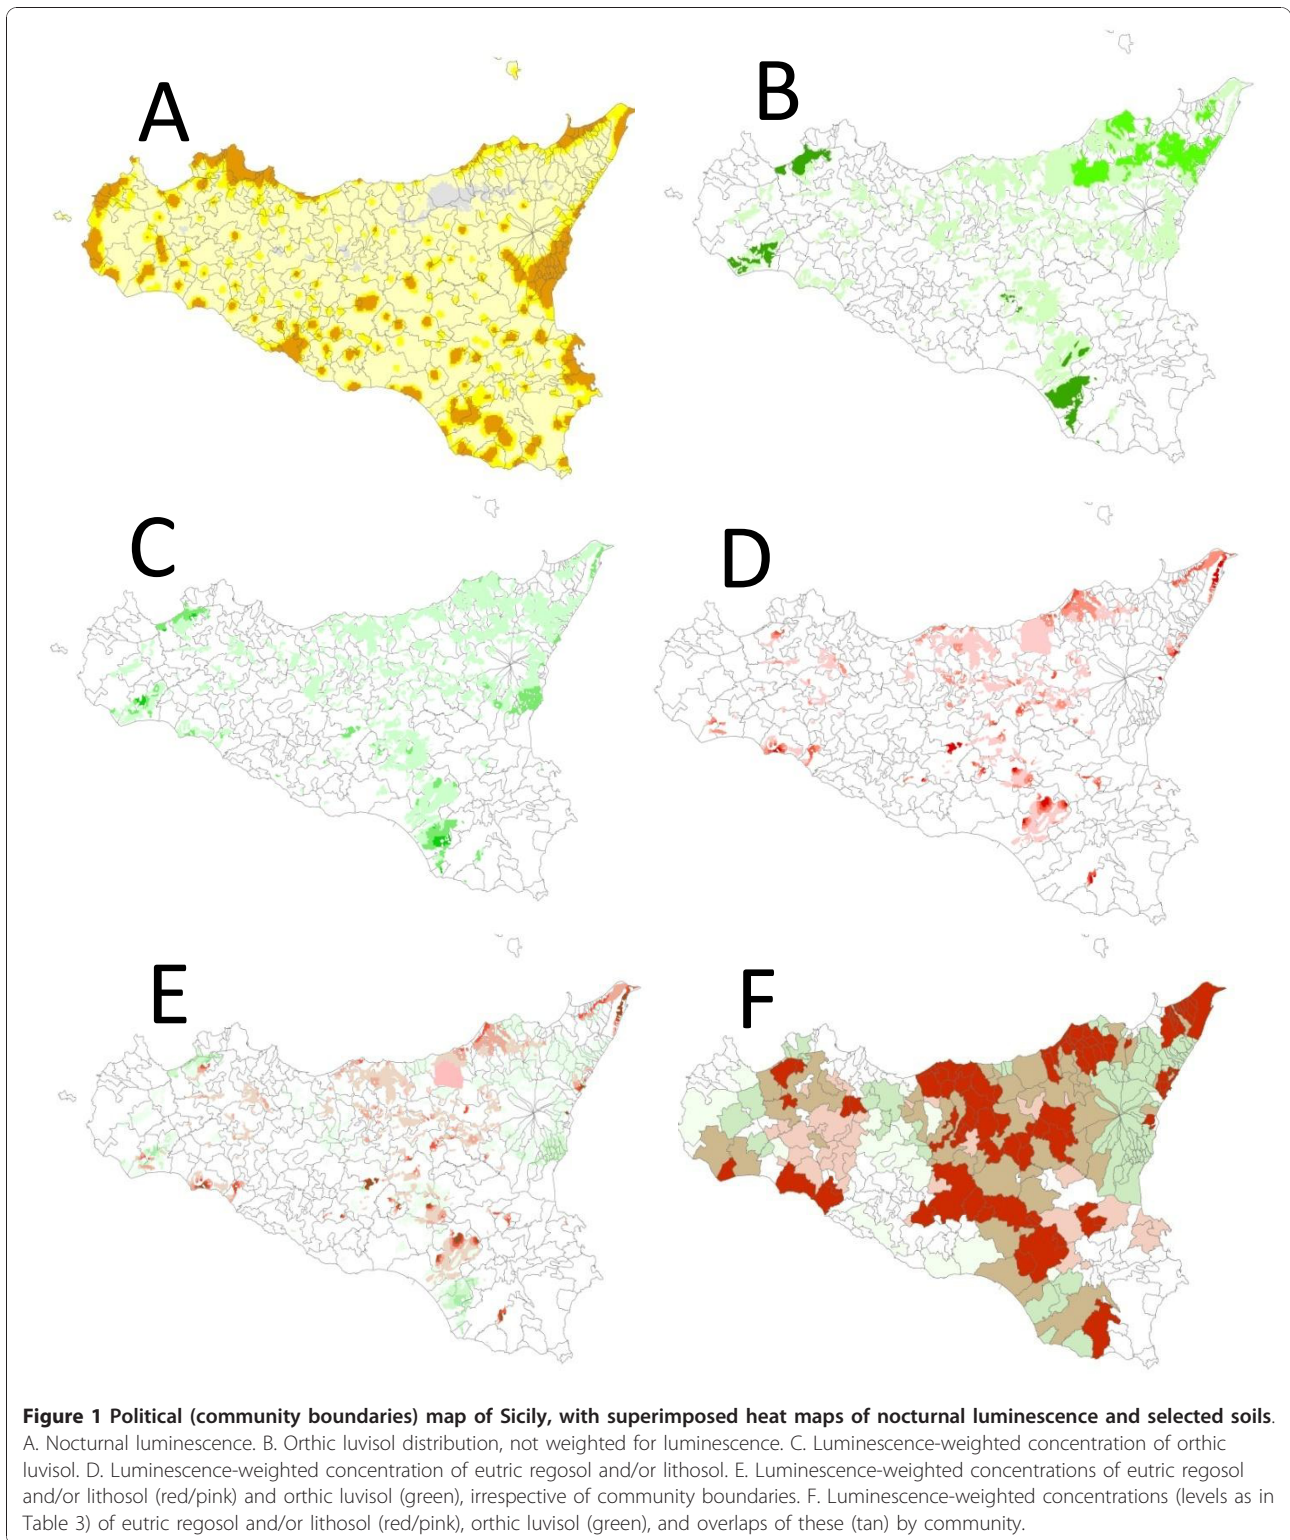 A
B
C
D
E
F
Figure 1 Political (community boundaries) map of Sicily, with superimposed heat maps of nocturnal luminescence and selected soils.
A. Nocturnal luminescence. B. Orthic luvisol distribution, not weighted for luminescence. C. Luminescence-weighted concentration of orthic
luvisol. D. Luminescence-weighted concentration of eutric regosol and/or lithosol. E. Luminescence-weighted concentrations of eutric regosol
and/or lithosol (red/pink) and orthic luvisol (green), irrespective of community boundaries. F. Luminescence-weighted concentrations (levels as in
Table 3) of eutric regosol and/or lithosol (red/pink), orthic luvisol (green), and overlaps of these (tan) by community.